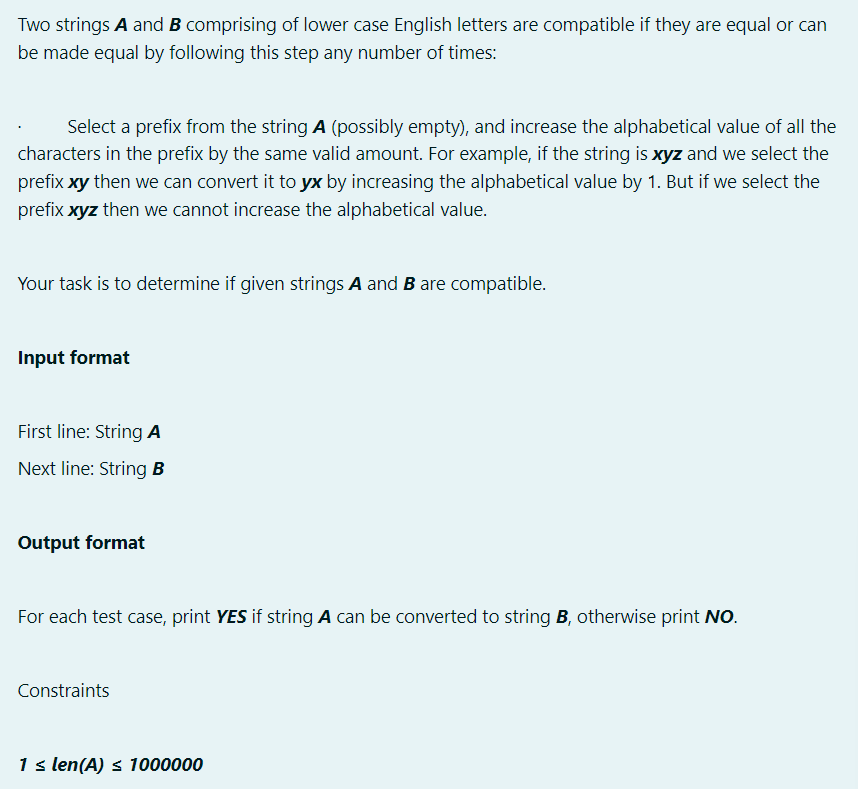 Two strings A and B comprising of lower case English letters are compatible if they are equal or can
be made equal by following this step any number of times:
· Select a prefix from the string A (possibly empty), and increase the alphabetical value of all the
characters in the prefix by the same valid amount. For example, if the string is xyz and we select the
prefix xy then we can convert it to yx by increasing the alphabetical value by 1. But if we select the
prefix xyz then we cannot increase the alphabetical value.
Your task is to determine if given strings A and B are compatible.
Input format
First line: String A
Next line: String B
Output format
For each test case, print YES if string A can be converted to string B, otherwise print NO.
Constraints
1 ≤ len(A) ≤ 1000000